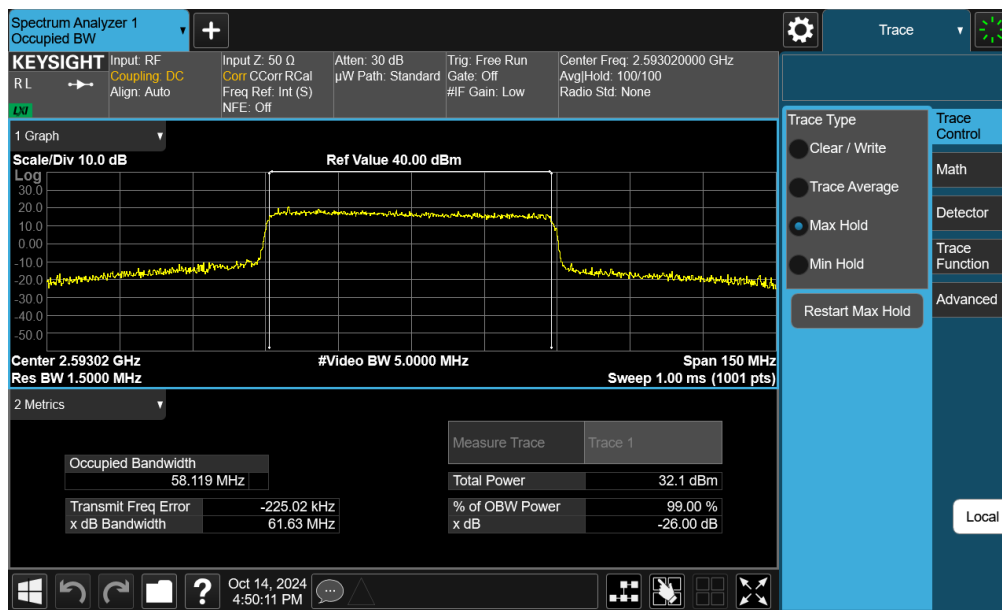 Spectrum Analyzer 1
Occupied BW
+
Trace
KEYSIGHT
R L
LXI
Input: RF
Coupling: DC
Align: Auto
Input Z: 50 Ω
Corr CCorr RCal
Freq Ref: Int (S)
NFE: Off
Atten: 30 dB
µW Path: Standard
Trig: Free Run
Gate: Off
#IF Gain: Low
Center Freq: 2.593020000 GHz
Avg|Hold: 100/100
Radio Std: None
1 Graph
Scale/Div 10.0 dB
Ref Value 40.00 dBm
Log
30.0
20.0
10.0
0.00
-10.0
-20.0
-30.0
-40.0
-50.0
Center 2.59302 GHz
#Video BW 5.0000 MHz
Span 150 MHz
Res BW 1.5000 MHz
Sweep 1.00 ms (1001 pts)
2 Metrics
Measure Trace
Trace 1
Occupied Bandwidth
58.119 MHz
Total Power
32.1 dBm
Transmit Freq Error
-225.02 kHz
% of OBW Power
99.00 %
x dB Bandwidth
61.63 MHz
x dB
-26.00 dB
Trace Type
Clear / Write
Trace Average
Max Hold
Min Hold
Restart Max Hold
Trace
Control
Math
Detector
Trace
Function
Advanced
Local
?
Oct 14, 2024
4:50:11 PM